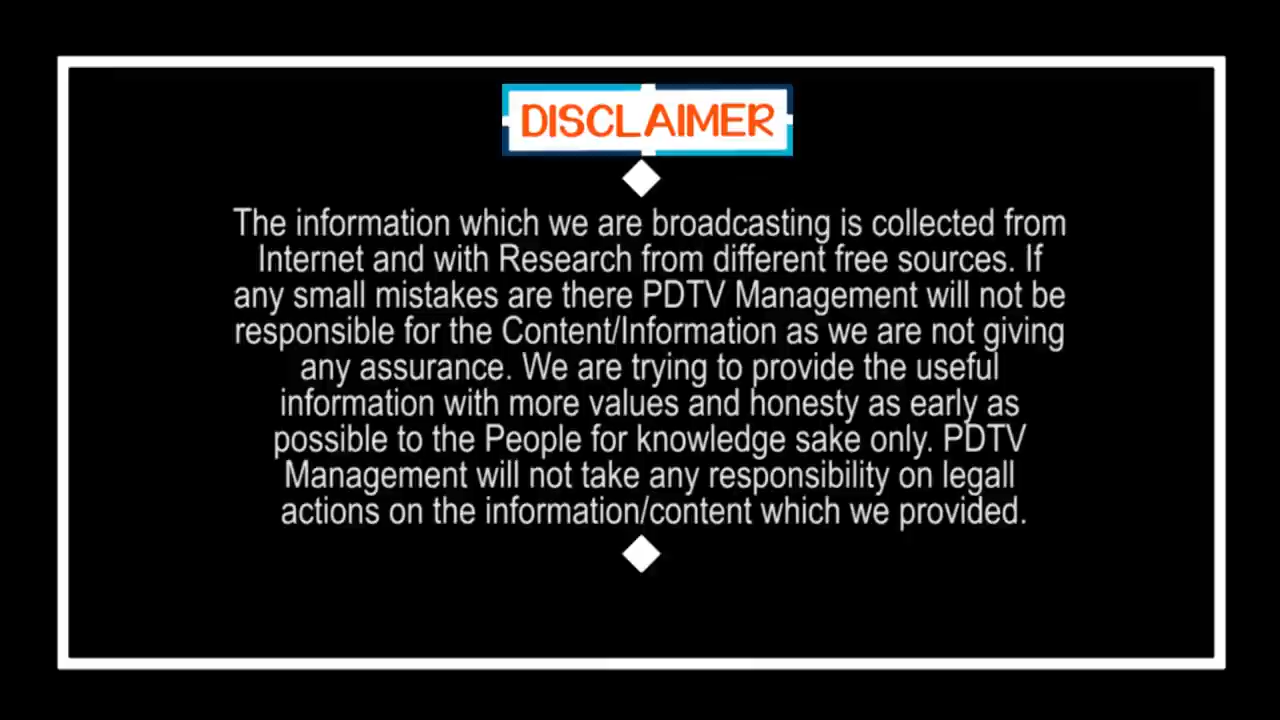 DISCLAIMER
The information which we are broadcasting is collected from
Internet and with Research from different free sources. If
any small mistakes are there PDTV Management will not be
responsible for the Content/Information as we are not giving
any assurance. We are trying to provide the useful
information with more values and honesty as early as
possible to the People for knowledge sake only. PDTV
Management will not take any responsibility on legall
actions on the information/content which we provided.